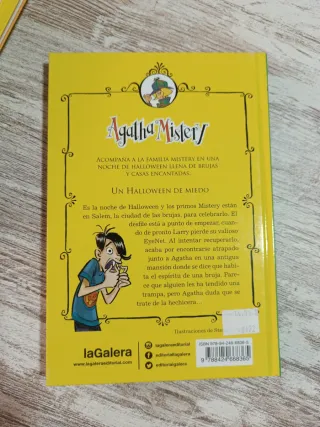 Agatha Mistery
ACOMPAÑA A LA FAMILIA MISTERY EN UNA
NOCHE DE HALLOWEEN LLENA DE BRUJAS
Y CASAS ENCANTADAS...
UN HALLOWEEN DE MIEDO
Es la noche de Halloween y los primos Mistery están
en Salem, la ciudad de las brujas, para celebrarlo. El
desfile está a punto de empezar, cuan-
do de pronto Larry pierde su valioso
EyeNet. Al intentar recuperarlo,
acaba por encontrarse atrapado
junto a Agatha en una antigua
mansión donde se dice que habi-
ta el espíritu de una bruja. Pare-
ce que alguien les ha tendido una
trampa, pero Agatha duda que se
trate de la hechicera...
Ilustraciones de
laGalera
www.lagaleraeditorial.com
lagaleraeditorial
editorialgalera
editorialgalera